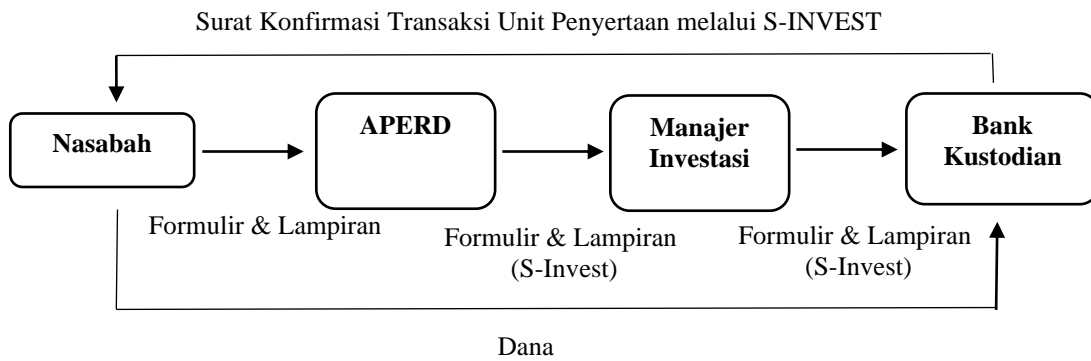 Surat Konfirmasi Transaksi Unit Penyertaan melalui S-INVEST
Nasabah
APERD
Manajer
Investasi
Bank
Kustodian
Formulir & Lampiran
Formulir & Lampiran
(S-Invest)
Formulir & Lampiran
(S-Invest)
Dana